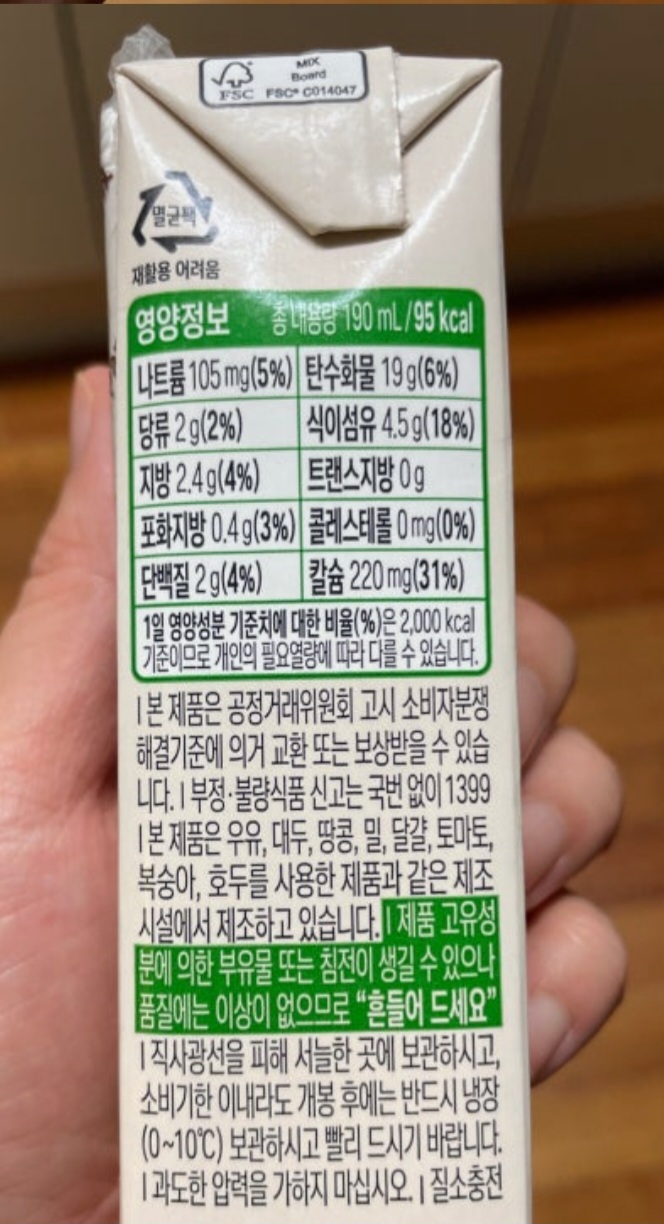 MIX
Board
FSC FSC® C014047
멸균팩
재활용 어려움
영양정보 총 내용량 190 mL/95 kcal
나트륨 105 mg(5%) 탄수화물 19 g(6%)
당류 2 g(2%) 식이섬유 4.5 g(18%)
지방 2.4 g(4%) 트랜스지방 0 g
포화지방 0.4 g(3%) 콜레스테롤 0 mg(0%)
단백질 2 g(4%) 칼슘 220 mg(31%)
1일 영양성분 기준치에 대한 비율(%)은 2,000 kcal
기준이므로 개인의 필요열량에 따라 다를 수 있습니다.
| 본 제품은 공정거래위원회 고시 소비자분쟁
해결기준에 의거 교환 또는 보상받을 수 있습
니다. | 부정·불량식품 신고는 국번 없이 1399
| 본 제품은 우유, 대두, 땅콩, 밀, 달걀, 토마토,
복숭아, 호두를 사용한 제품과 같은 제조
시설에서 제조하고 있습니다. | 제품 고유성
분에 의한 부유물 또는 침전이 생길 수 있으나
품질에는 이상이 없으므로 “흔들어 드세요”
| 직사광선을 피해 서늘한 곳에 보관하시고,
소비기한 이내라도 개봉 후에는 반드시 냉장
(0~10℃) 보관하시고 빨리 드시기 바랍니다.
| 과도한 압력을 가하지 마십시오. | 질소충전